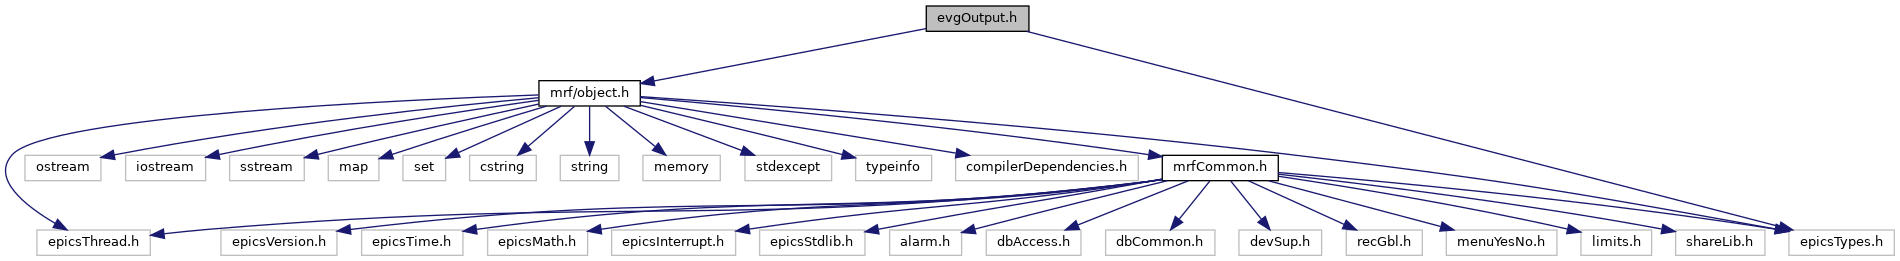 evgOutput.h
mrf/object.h
ostream
iostream
sstream
map
set
cstring
string
memory
stdexcept
typeinfo
compilerDependencies.h
mrfCommon.h
epicsThread.h
epicsVersion.h
epicsTime.h
epicsMath.h
epicsInterrupt.h
epicsStdlib.h
alarm.h
dbAccess.h
dbCommon.h
devSup.h
recGbl.h
menuYesNo.h
limits.h
shareLib.h
epicsTypes.h